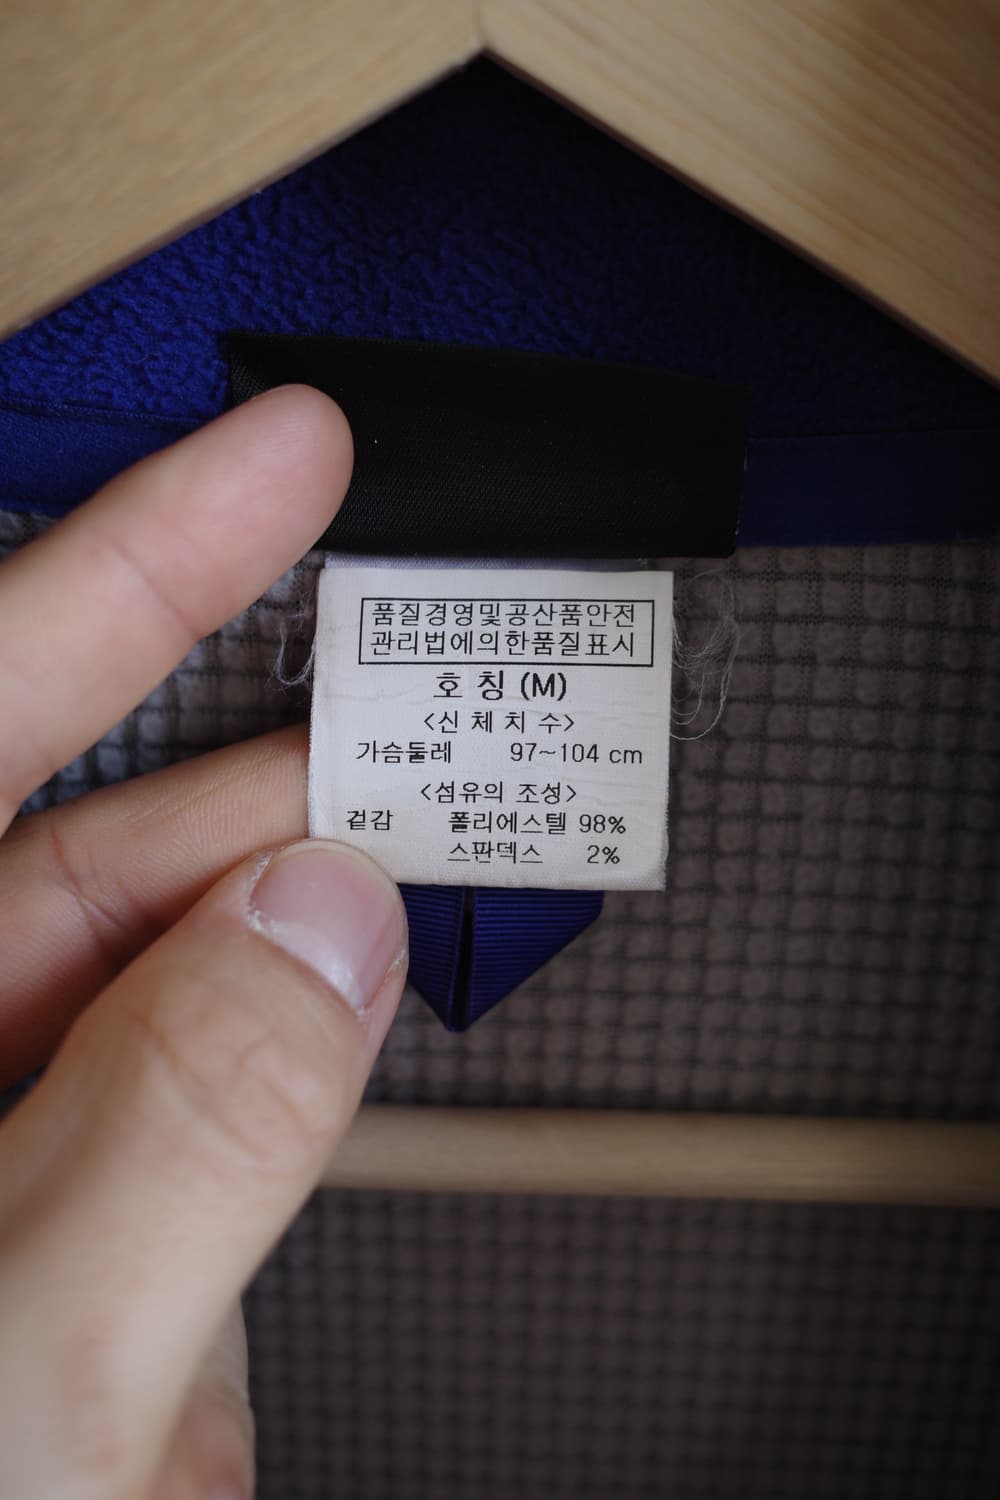 품질경영및공산품안전
관리법에의한품질표시
호 칭 (M)
<신 체 치 수>
가슴둘레 97~104 cm
<섬유의 조성>
겉감 폴리에스텔 98%
스판덱스 2%